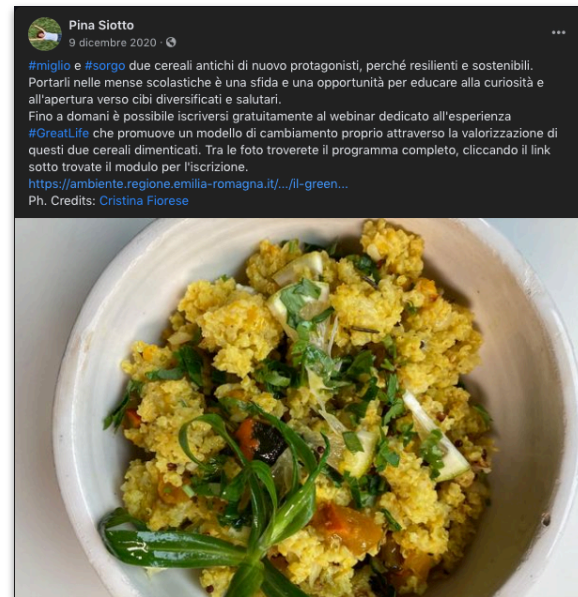 Pina Siotto
9 dicembre 2020 ·
#miglio e #sorgo due cereali antichi di nuovo protagonisti, perché resilienti e sostenibili.
Portarli nelle mense scolastiche è una sfida e una opportunità per educare alla curiosità e
all'apertura verso cibi diversificati e salutari.
Fino a domani è possibile iscriversi gratuitamente al webinar dedicato all'esperienza
#GreatLife che promuove un modello di cambiamento proprio attraverso la valorizzazione di
questi due cereali dimenticati. Tra le foto troverete il programma completo, cliccando il link
sotto trovate il modulo per l'iscrizione.
https://ambiente.regione.emilia-romagna.it/.../il-green...
Ph. Credits: Cristina Fiorese